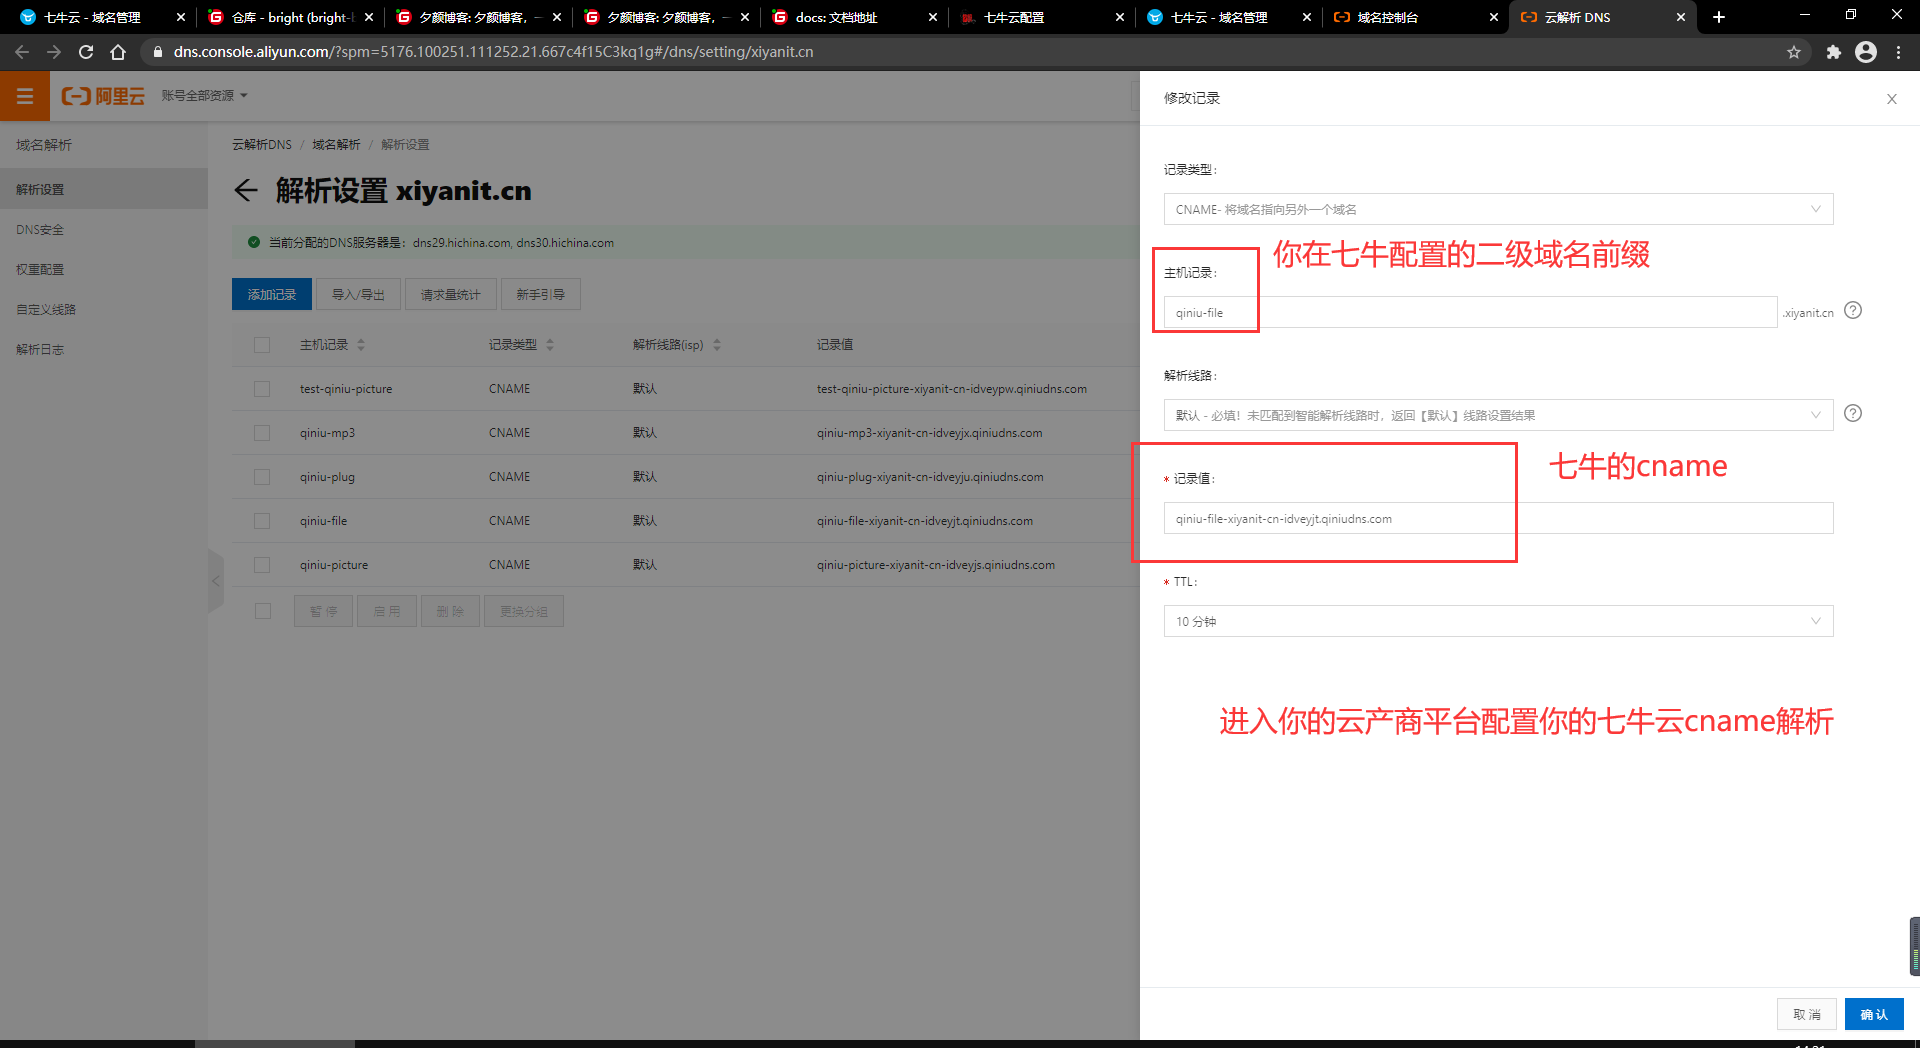 七牛云 - 域名管理
仓库 - bright (bright-b
夕颜博客: 夕颜博客，一
夕颜博客: 夕颜博客，一
docs: 文档地址
七牛云配置
七牛云 - 域名管理
域名控制台
云解析 DNS
dns.console.aliyun.com/?spm=5176.100251.111252.21.667c4f15C3kq1g#/dns/setting/xiyanit.cn
阿里云
账号全部资源
域名解析
解析设置
DNS安全
权重配置
自定义线路
解析日志
云解析DNS / 域名解析 / 解析设置
解析设置 xiyanit.cn
当前分配的DNS服务器是：dns29.hichina.com, dns30.hichina.com
添加记录 导入/导出 请求量统计 新手引导
主机记录 记录类型 解析线路(isp) 记录值
test-qiniu-picture CNAME 默认 test-qiniu-picture-xiyanit-cn-idveypw.qiniudns.com
qiniu-mp3 CNAME 默认 qiniu-mp3-xiyanit-cn-idveyjx.qiniudns.com
qiniu-plug CNAME 默认 qiniu-plug-xiyanit-cn-idveyju.qiniudns.com
qiniu-file CNAME 默认 qiniu-file-xiyanit-cn-idveyjt.qiniudns.com
qiniu-picture CNAME 默认 qiniu-picture-xiyanit-cn-idveyjs.qiniudns.com
暂 停 启 用 删 除 更换分组
修改记录
记录类型：
CNAME- 将域名指向另外一个域名
你在七牛配置的二级域名前缀
主机记录：
qiniu-file .xiyanit.cn
解析线路：
默认 - 必填！未匹配到智能解析线路时，返回【默认】线路设置结果
七牛的cname
* 记录值：
qiniu-file-xiyanit-cn-idveyjt.qiniudns.com
* TTL：
10 分钟
进入你的云产商平台配置你的七牛云cname解析
取 消 确 认